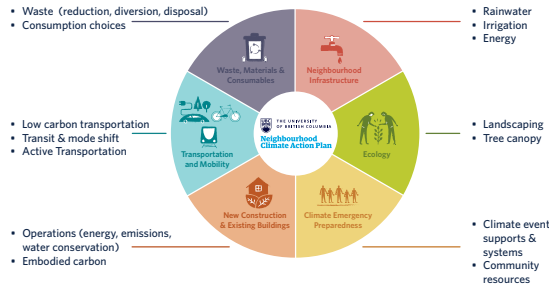 ▪ Waste (reduction, diversion, disposal)
▪ Consumption choices
▪ Rainwater
▪ Irrigation
▪ Energy
Waste, Materials &
Consumables
Neighbourhood
Infrastructure
▪ Low carbon transportation
▪ Transit & mode shift
▪ Active Transportation
Transportation
and Mobility
UBC
THE UNIVERSITY
OF BRITISH COLUMBIA
Neighbourhood
Climate Action Plan
Ecology
▪ Landscaping
▪ Tree canopy
New Construction
& Existing Buildings
Climate Emergency
Preparedness
▪ Operations (energy, emissions,
water conservation)
▪ Embodied carbon
▪ Climate event
supports &
systems
▪ Community
resources